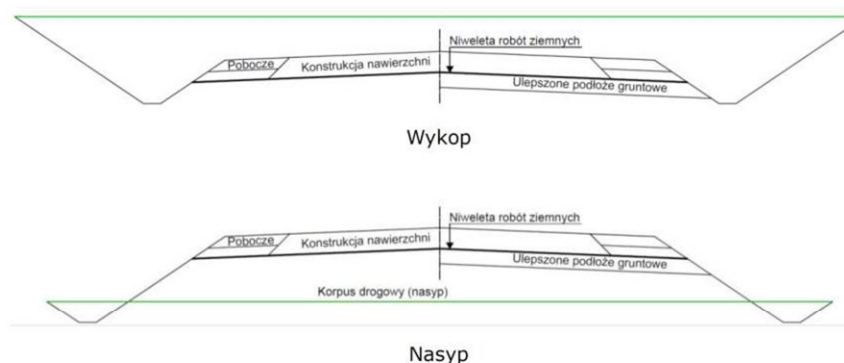 Niweleta robót ziemnych
Pobocze
Konstrukcja nawierzchni
Ulepszone podłoże gruntowe
Wykop
Niweleta robót ziemnych
Pobocze
Konstrukcja nawierzchni
Ulepszone podłoże gruntowe
Korpus drogowy (nasyp)
Nasyp